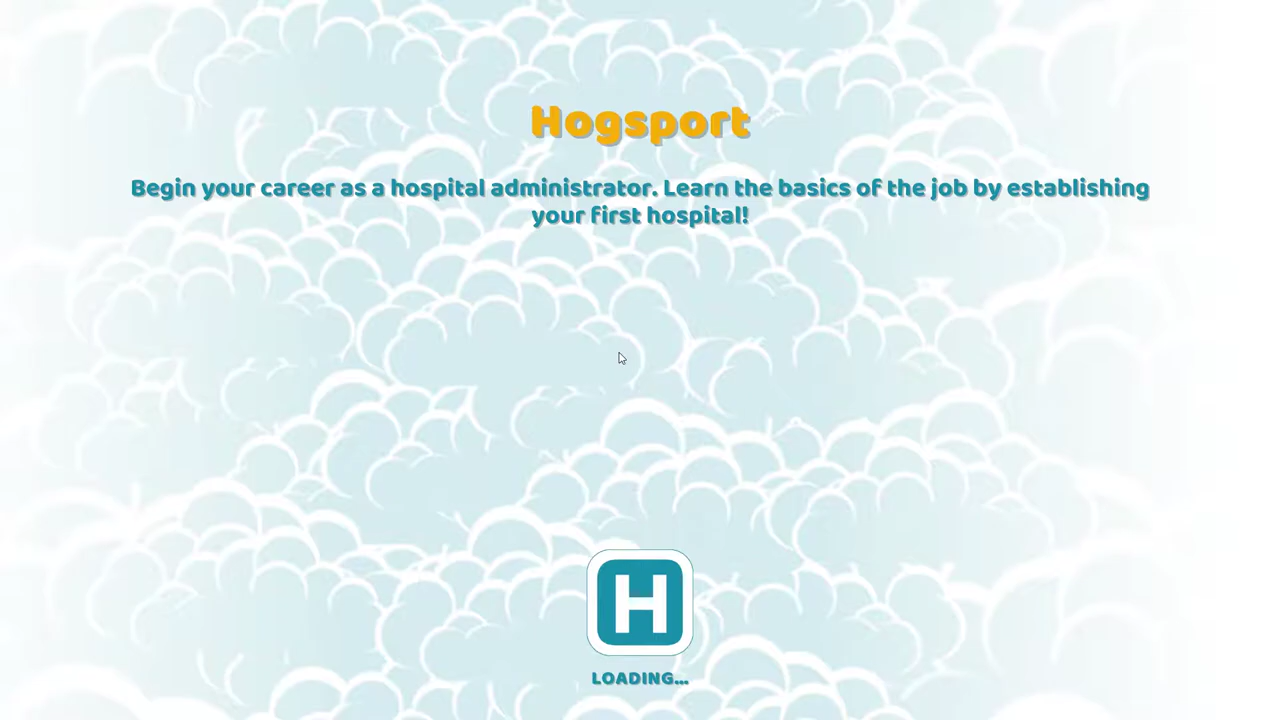 Hogsport
Begin your career as a hospital administrator. Learn the basics of the job by establishing
your first hospital!
H
LOADING...